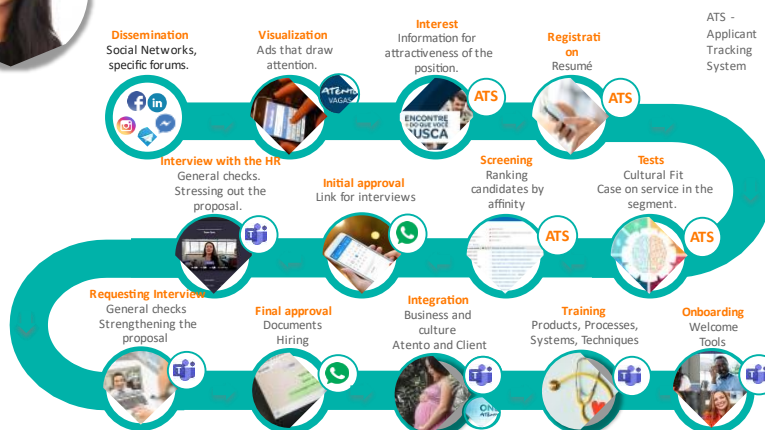 Dissemination
Social Networks,
specific forums.
Visualization
Ads that draw
attention.
Interest
Information for
attractiveness of the
position.
Registrati
on
Resumé
ATS -
Applicant
Tracking
System
ATENTO
VAGAS
ENCONTRE
DO QUE VOCÊ
BUSCA
ATS
ATS
Interview with the HR
General checks.
Stressing out the
proposal.
Initial approval
Link for interviews
Screening
Ranking
candidates by
affinity
ATS
Tests
Cultural Fit
Case on service in the
segment.
ATS
Requesting Interview
General checks
Strengthening the
proposal
Final approval
Documents
Hiring
Integration
Business and
culture
Atento and Client
Training
Products, Processes,
Systems, Techniques
Onboarding
Welcome
Tools